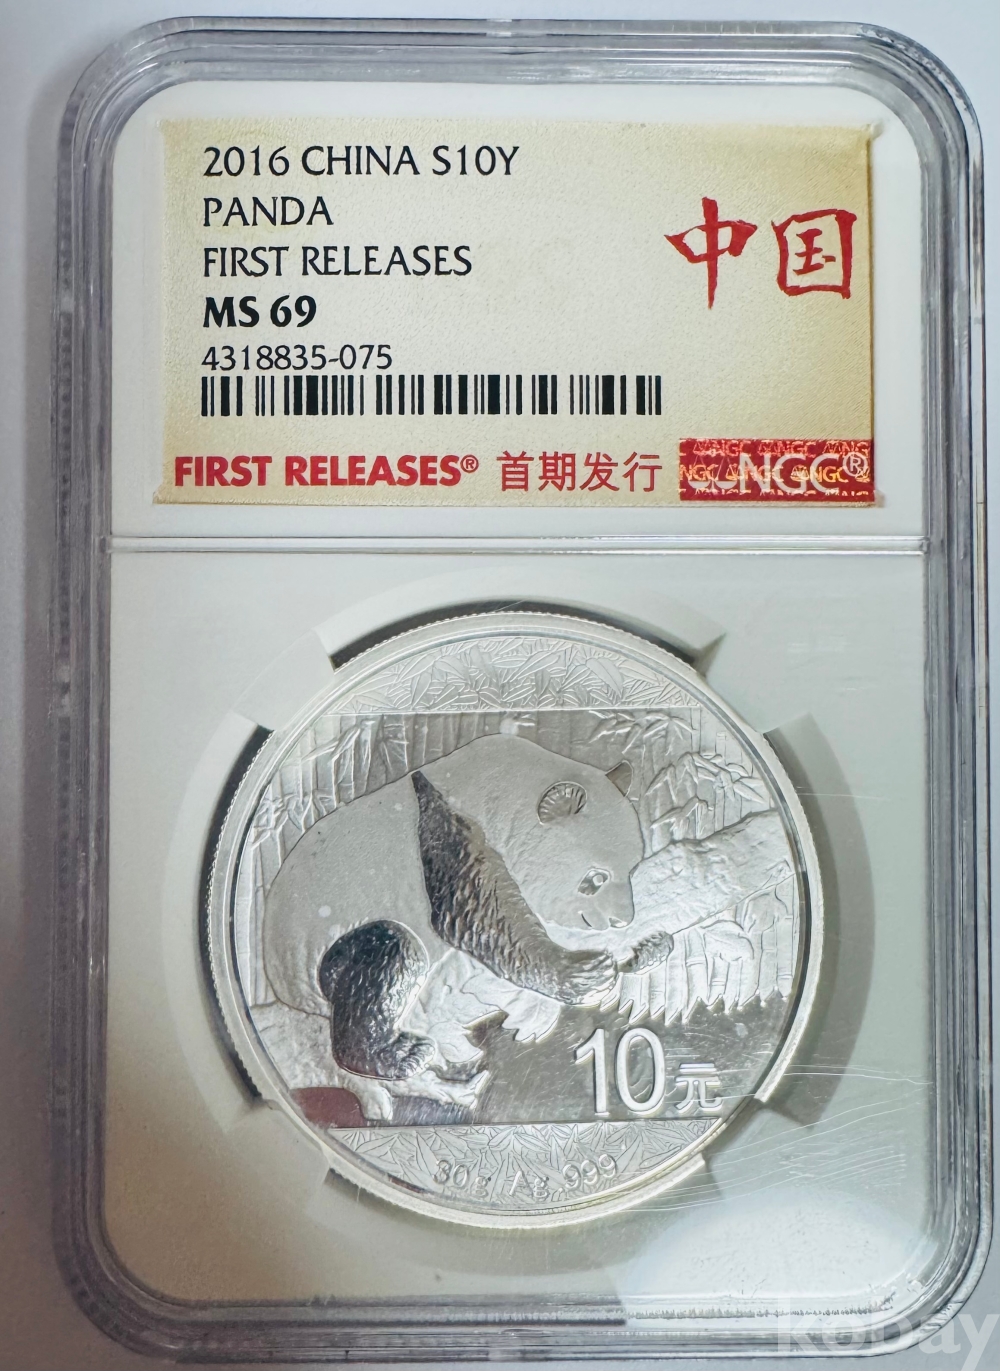 2016 CHINA S10Y
PANDA
FIRST RELEASES
MS 69
4318835-075
中国
FIRST RELEASES® 首期发行
NGC®
10元
30g Ag 999
kobay